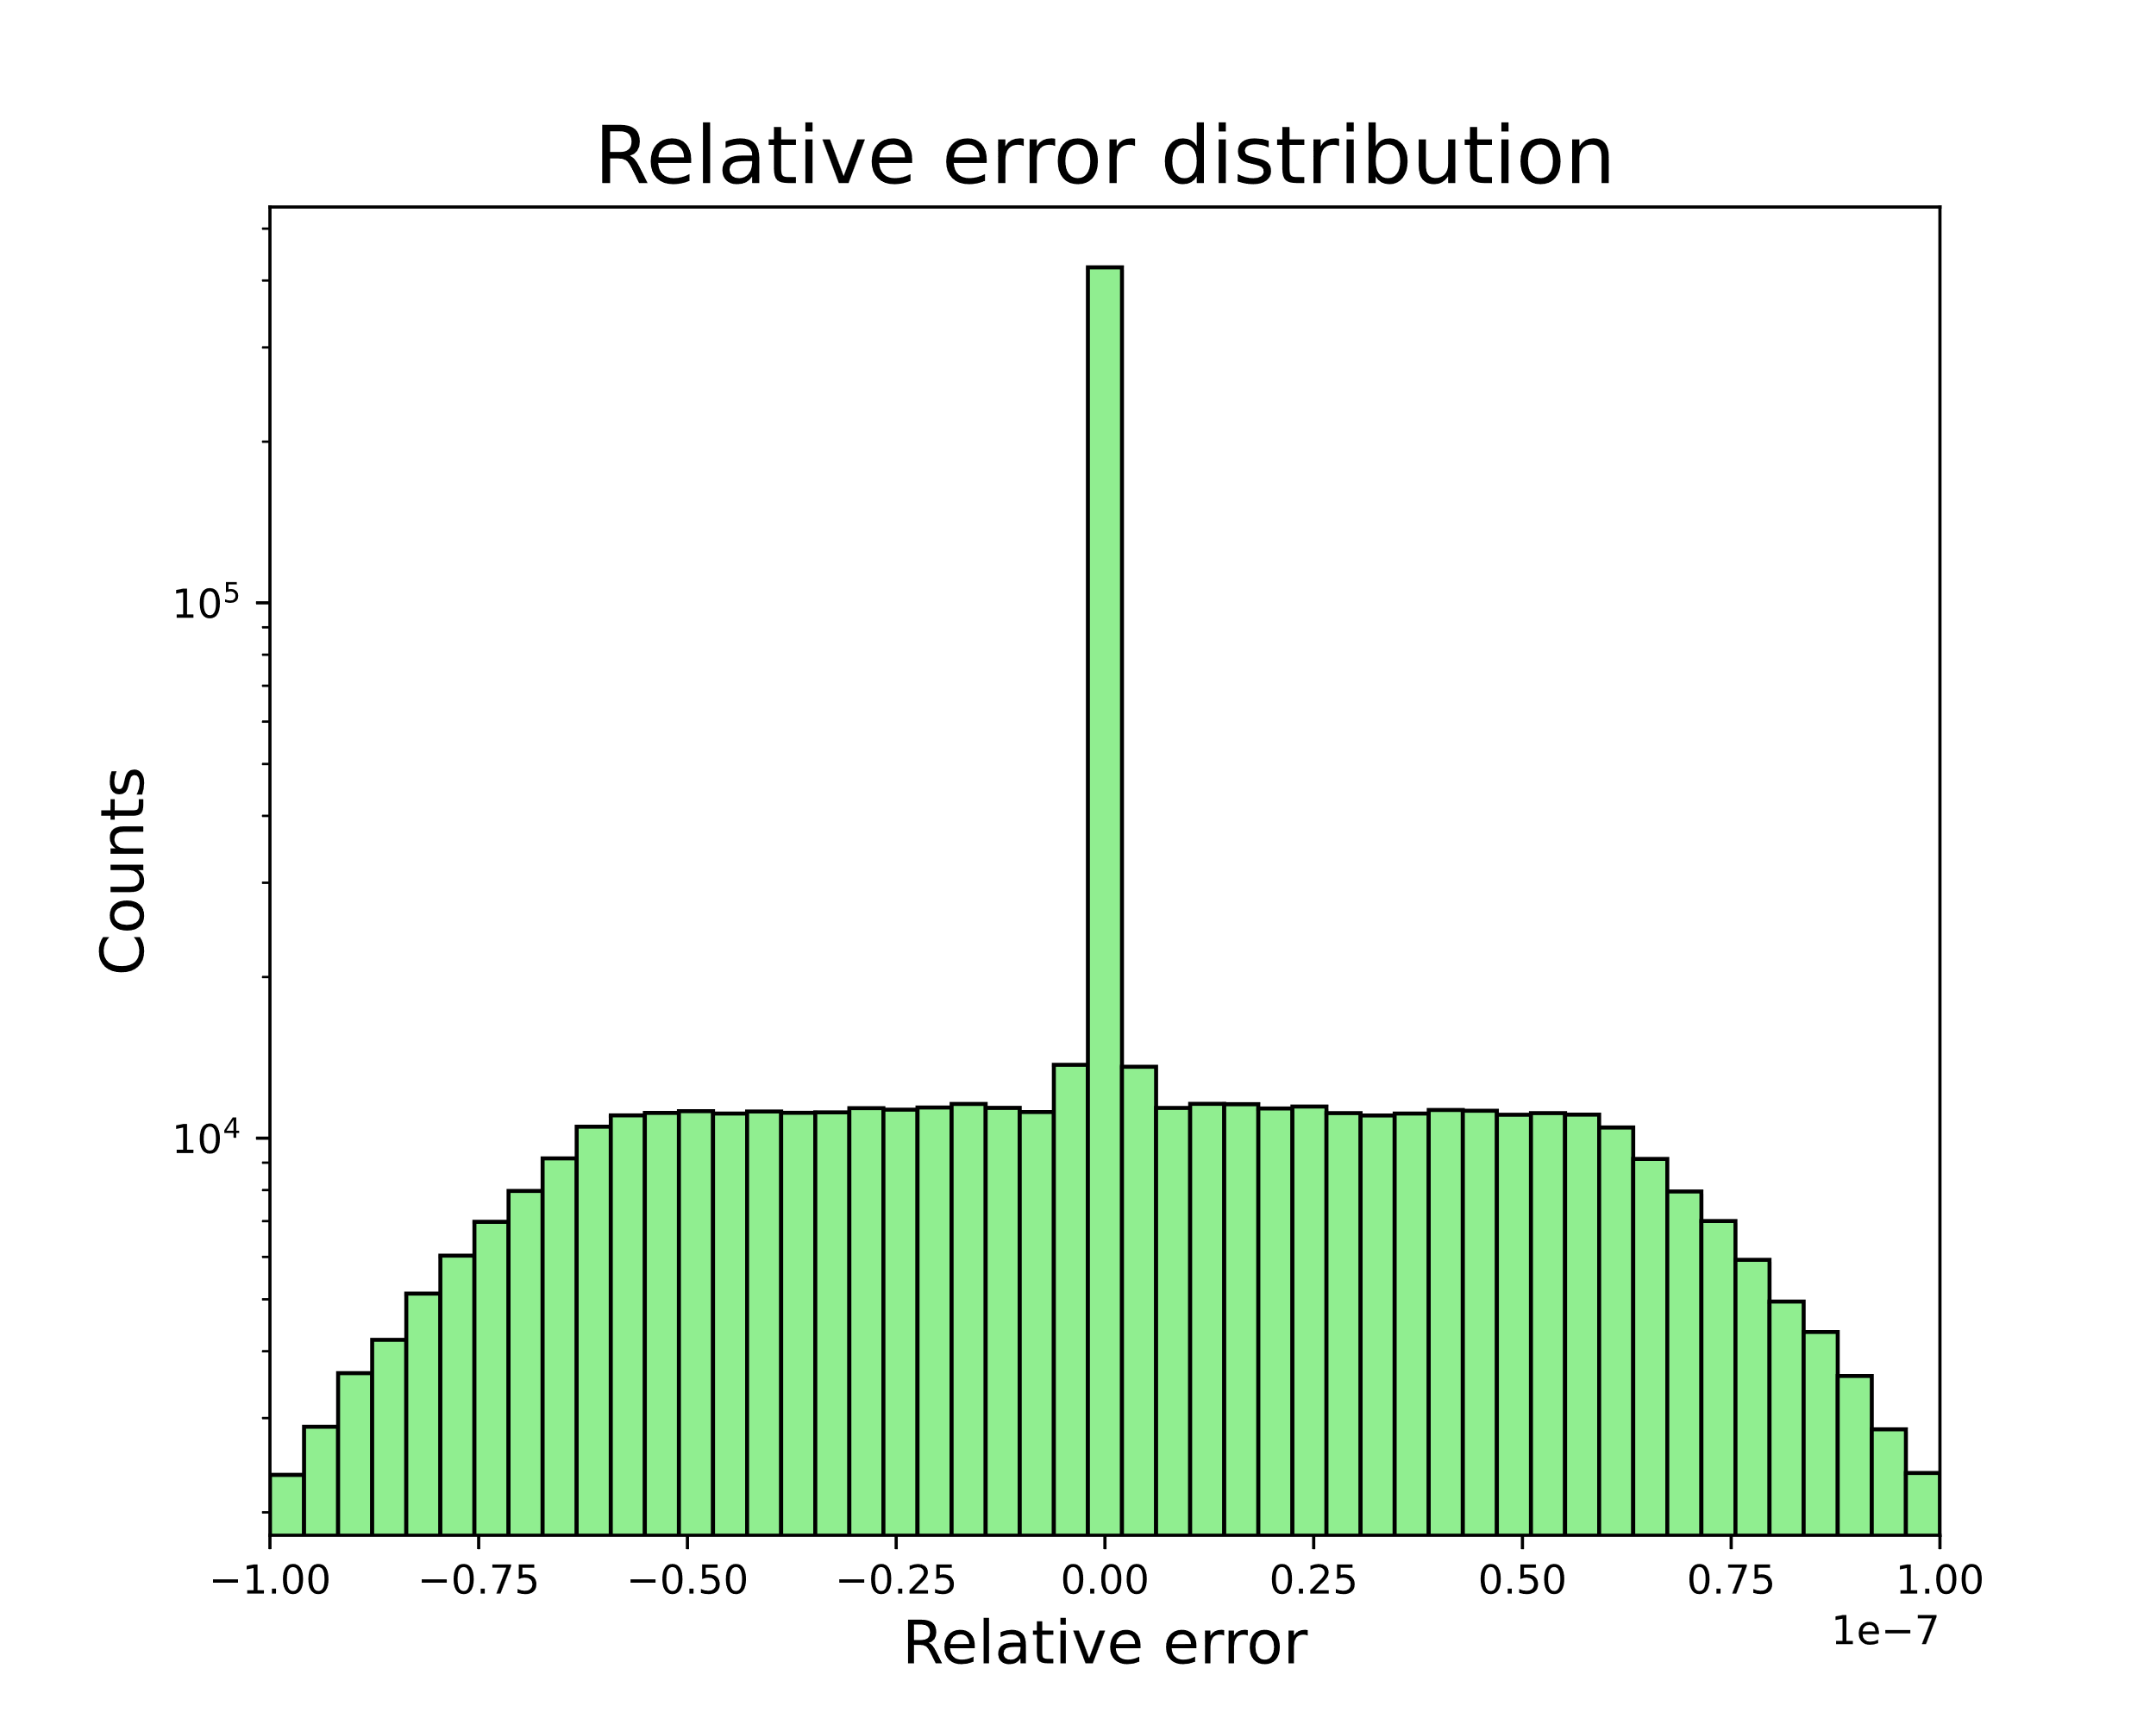 Relative error distribution
10⁵
10⁴
Counts
−1.00 −0.75 −0.50 −0.25 0.00 0.25 0.50 0.75 1.00
1e−7
Relative error